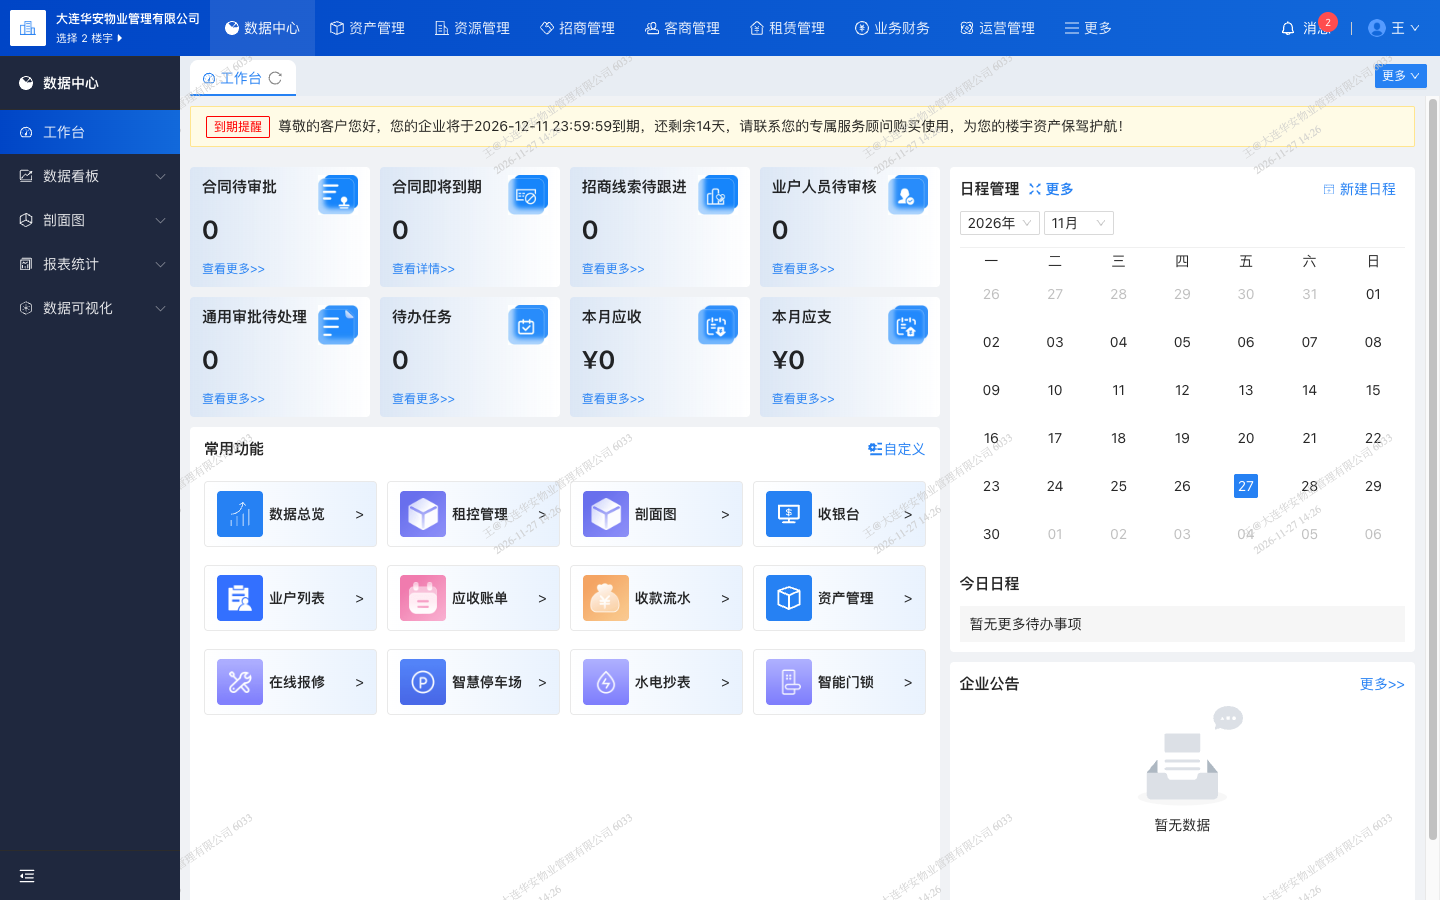 大连华安物业管理有限公司
选择 2 楼宇
数据中心
资产管理
资源管理
招商管理
客商管理
租赁管理
业务财务
运营管理
更多
消息
2
王
数据中心
工作台
数据看板
剖面图
报表统计
数据可视化
工作台
更多
到期提醒 尊敬的客户您好，您的企业将于2026-12-11 23:59:59到期，还剩余14天，请联系您的专属服务顾问购买使用，为您的楼宇资产保驾护航！
合同待审批
0
查看更多>>
合同即将到期
0
查看详情>>
招商线索待跟进
0
查看更多>>
业户人员待审核
0
查看更多>>
通用审批待处理
0
查看更多>>
待办任务
0
查看更多>>
本月应收
¥0
查看更多>>
本月应支
¥0
查看更多>>
常用功能
自定义
数据总览 >
租控管理 >
剖面图 >
收银台 >
业户列表 >
应收账单 >
收款流水 >
资产管理 >
在线报修 >
智慧停车场 >
水电抄表 >
智能门锁 >
日程管理 更多
新建日程
2026年 11月
一 二 三 四 五 六 日
26 27 28 29 30 31 01
02 03 04 05 06 07 08
09 10 11 12 13 14 15
16 17 18 19 20 21 22
23 24 25 26 27 28 29
30 01 02 03 04 05 06
今日日程
暂无更多待办事项
企业公告
更多>>
暂无数据
王@大连华安物业管理有限公司 6033
2026-11-27 14:26